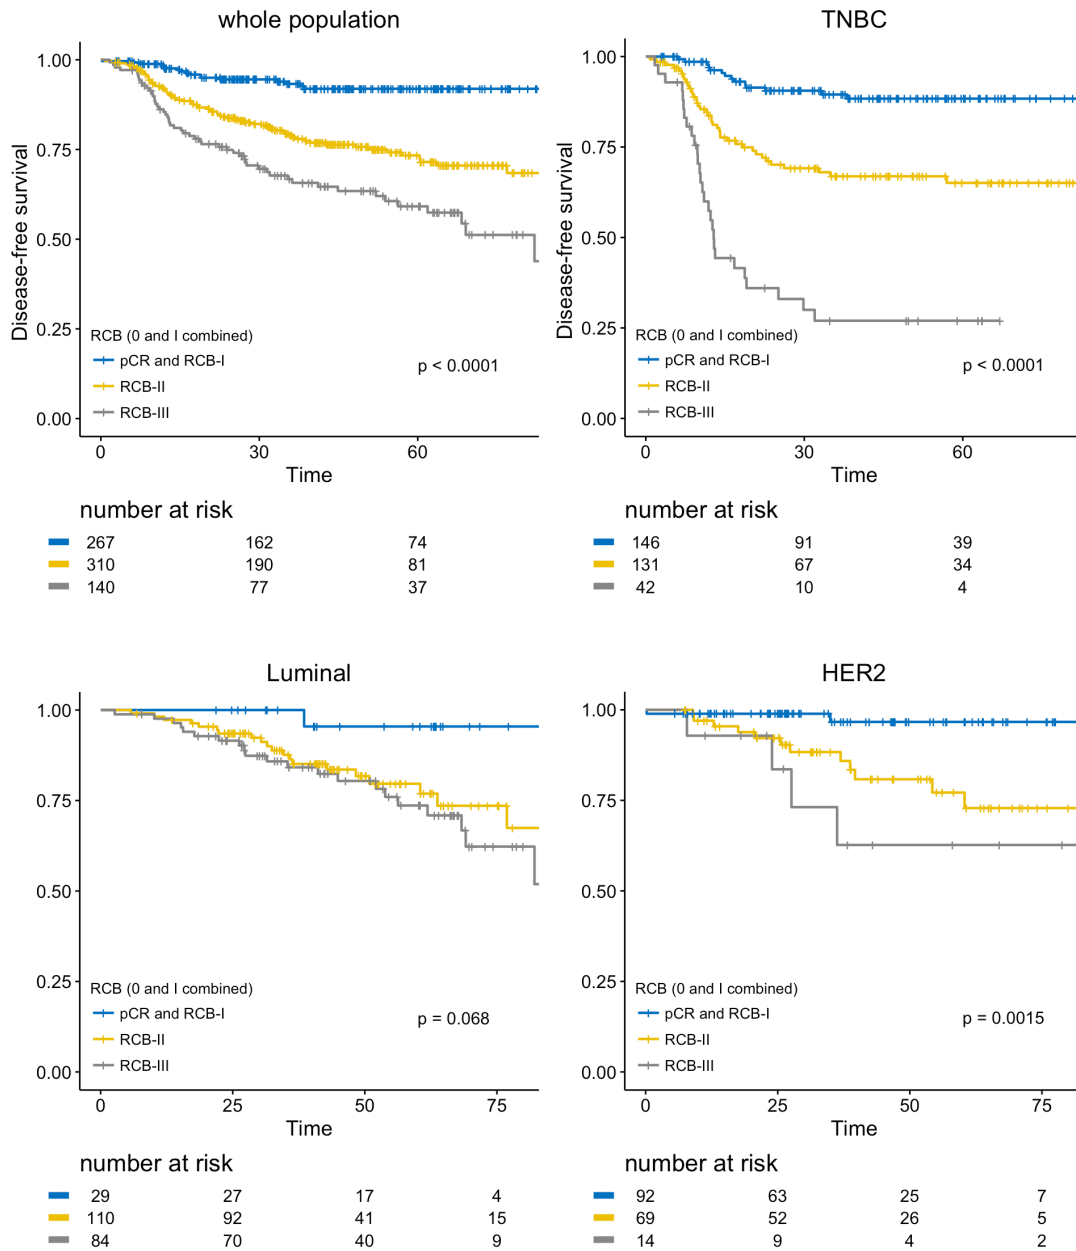 whole population
Disease-free survival
1.00
0.75
0.50
0.25
0.00
RCB (0 and I combined)
pCR and RCB-I
RCB-II
RCB-III
p < 0.0001
0 30 60
Time
number at risk
267 162 74
310 190 81
140 77 37
TNBC
Disease-free survival
1.00
0.75
0.50
0.25
0.00
RCB (0 and I combined)
pCR and RCB-I
RCB-II
RCB-III
p < 0.0001
0 30 60
Time
number at risk
146 91 39
131 67 34
42 10 4
Luminal
1.00
0.75
0.50
0.25
0.00
RCB (0 and I combined)
pCR and RCB-I
RCB-II
RCB-III
p = 0.068
0 25 50 75
Time
number at risk
29 27 17 4
110 92 41 15
84 70 40 9
HER2
1.00
0.75
0.50
0.25
0.00
RCB (0 and I combined)
pCR and RCB-I
RCB-II
RCB-III
p = 0.0015
0 25 50 75
Time
number at risk
92 63 25 7
69 52 26 5
14 9 4 2